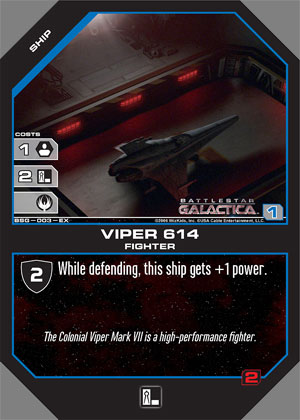 SHIP
COSTS
1
2
BSG - 003 - EX
BATTLESTAR
GALACTICA
1
©2006 WizKids, Inc. ©USA Cable Entertainment, LLC.
VIPER 614
FIGHTER
2
While defending, this ship gets +1 power.
The Colonial Viper Mark VII is a high-performance fighter.
2